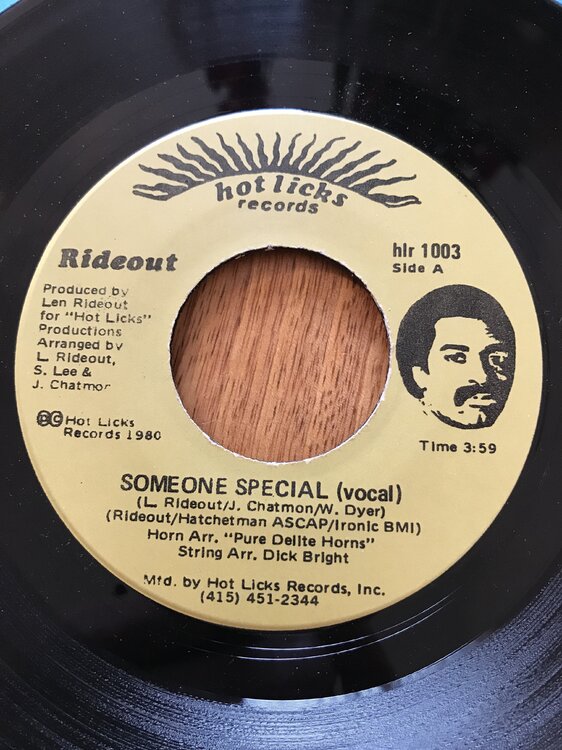 hot licks
records
Rideout
hlr 1003
Side A
Produced by
Len Rideout
for "Hot Licks"
Productions
Arranged by
L. Rideout,
S. Lee &
J. Chatmon
ⓅⒸ Hot Licks
Records 1980
Time 3:59
SOMEONE SPECIAL (vocal)
(L. Rideout/J. Chatmon/W. Dyer)
(Rideout/Hatchetman ASCAP/Ironic BMI)
Horn Arr. "Pure Delite Horns"
String Arr. Dick Bright
Mfd. by Hot Licks Records, Inc.
(415) 451-2344